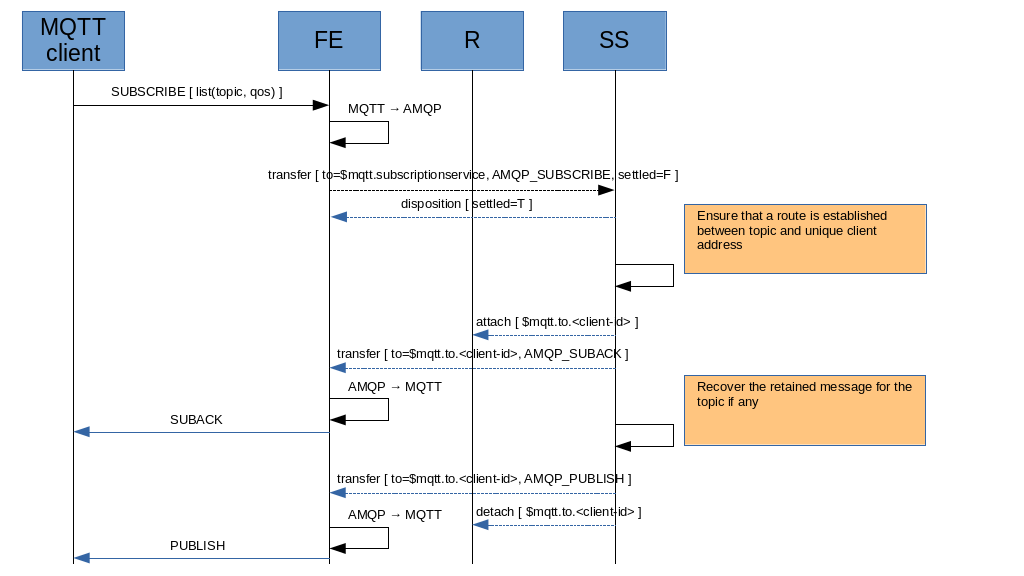 MQTT
client
FE
R
SS
SUBSCRIBE [ list(topic, qos) ]
MQTT → AMQP
transfer [ to=$mqtt.subscriptionservice, AMQP_SUBSCRIBE, settled=F ]
disposition [ settled=T ]
Ensure that a route is established
between topic and unique client
address
attach [ $mqtt.to.<client-id> ]
transfer [ to=$mqtt.to.<client-id>, AMQP_SUBACK ]
AMQP → MQTT
Recover the retained message for the
topic if any
SUBACK
transfer [ to=$mqtt.to.<client-id>, AMQP_PUBLISH ]
detach [ $mqtt.to.<client-id> ]
AMQP → MQTT
PUBLISH